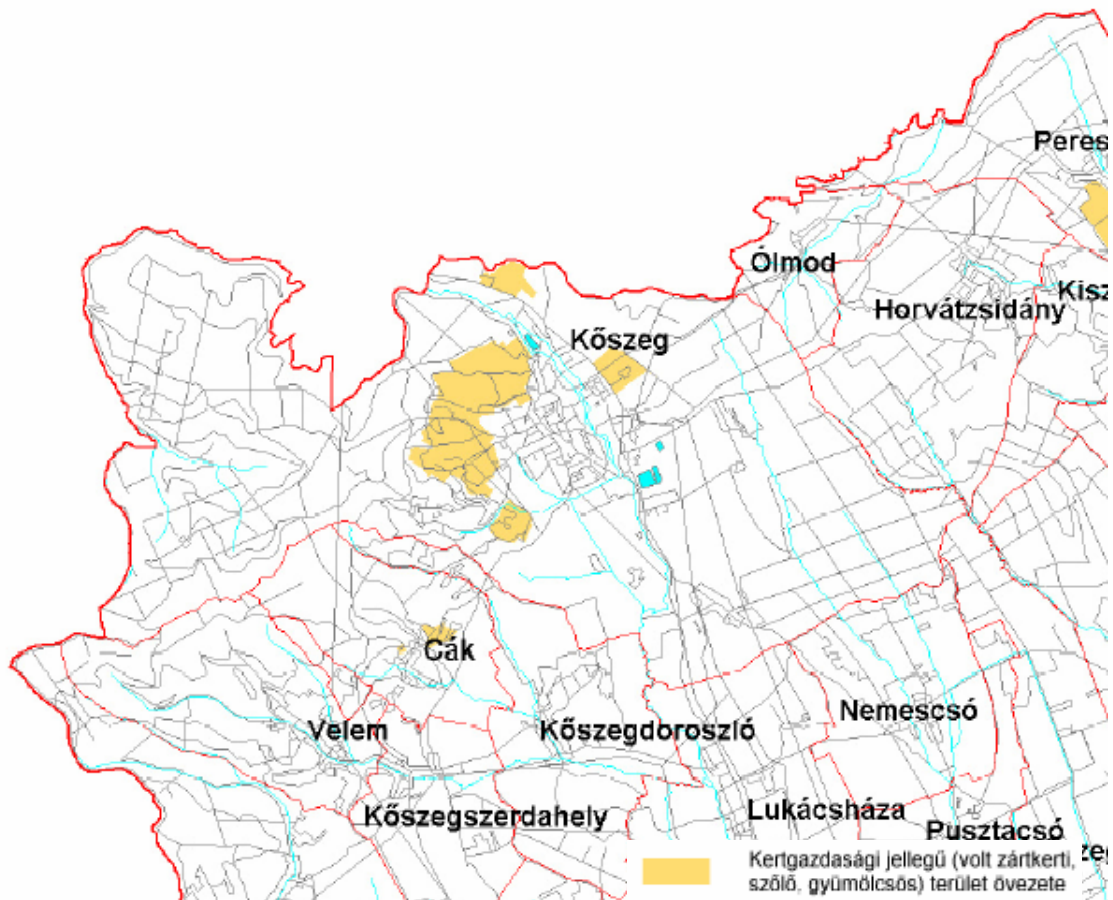 Peres
Ólmod
Kisz
Horvátzsidány
Kőszeg
Cák
Nemescsó
Velem
Kőszegdoroszló
Lukácsháza
Kőszegszerdahely
Pusztacsó
zeg
Kertgazdasági jellegű (volt zártkerti,
szőlő, gyümölcsös) terület övezete